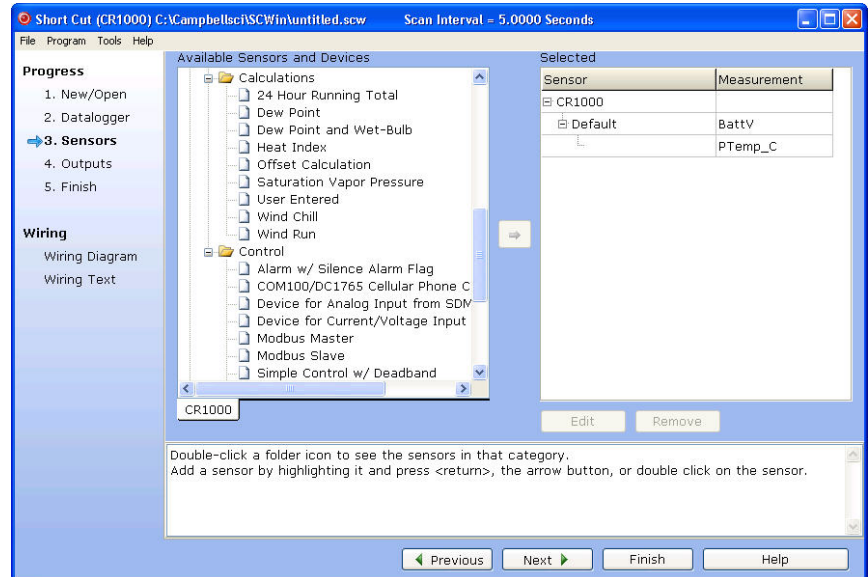 Short Cut (CR1000) C:\Campbellsci\SCWin\untitled.scw Scan Interval = 5.0000 Seconds
File Program Tools Help
Progress
1. New/Open
2. Datalogger
3. Sensors
4. Outputs
5. Finish
Wiring
Wiring Diagram
Wiring Text
Available Sensors and Devices
Calculations
24 Hour Running Total
Dew Point
Dew Point and Wet-Bulb
Heat Index
Offset Calculation
Saturation Vapor Pressure
User Entered
Wind Chill
Wind Run
Control
Alarm w/ Silence Alarm Flag
COM100/DC1765 Cellular Phone C
Device for Analog Input from SDM
Device for Current/Voltage Input
Modbus Master
Modbus Slave
Simple Control w/ Deadband
CR1000
Selected
Sensor Measurement
CR1000
Default BattV
PTemp_C
Edit Remove
Double-click a folder icon to see the sensors in that category.
Add a sensor by highlighting it and press <return>, the arrow button, or double click on the sensor.
Previous Next Finish Help